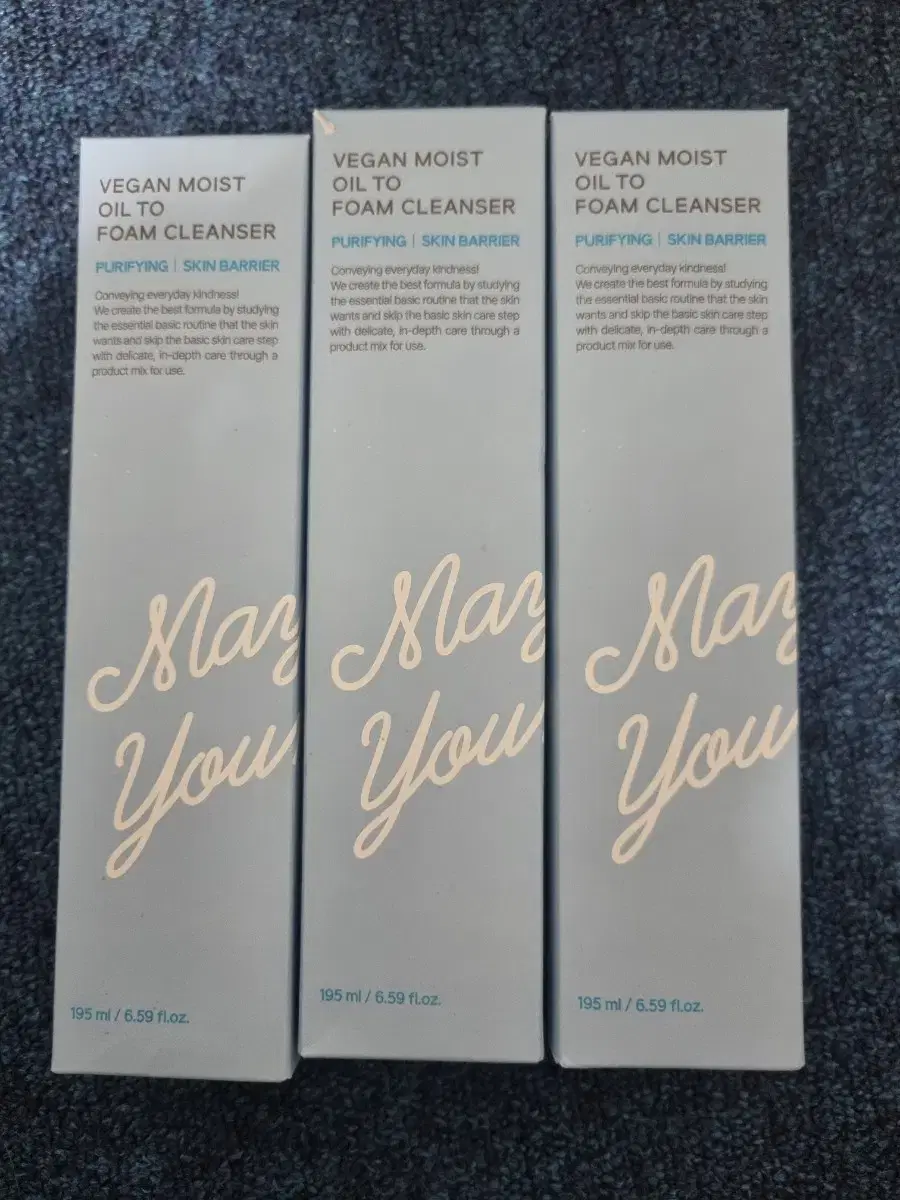 VEGAN MOIST
OIL TO
FOAM CLEANSER
PURIFYING | SKIN BARRIER
Conveying everyday kindness!
We create the best formula by studying
the essential basic routine that the skin
wants and skip the basic skin care step
with delicate, in-depth care through a
product mix for use.
May
You
195 ml / 6.59 fl.oz.
VEGAN MOIST
OIL TO
FOAM CLEANSER
PURIFYING | SKIN BARRIER
Conveying everyday kindness!
We create the best formula by studying
the essential basic routine that the skin
wants and skip the basic skin care step
with delicate, in-depth care through a
product mix for use.
May
You
195 ml / 6.59 fl.oz.
VEGAN MOIST
OIL TO
FOAM CLEANSER
PURIFYING | SKIN BARRIER
Conveying everyday kindness!
We create the best formula by studying
the essential basic routine that the skin
wants and skip the basic skin care step
with delicate, in-depth care through a
product mix for use.
May
You
195 ml / 6.59 fl.oz.